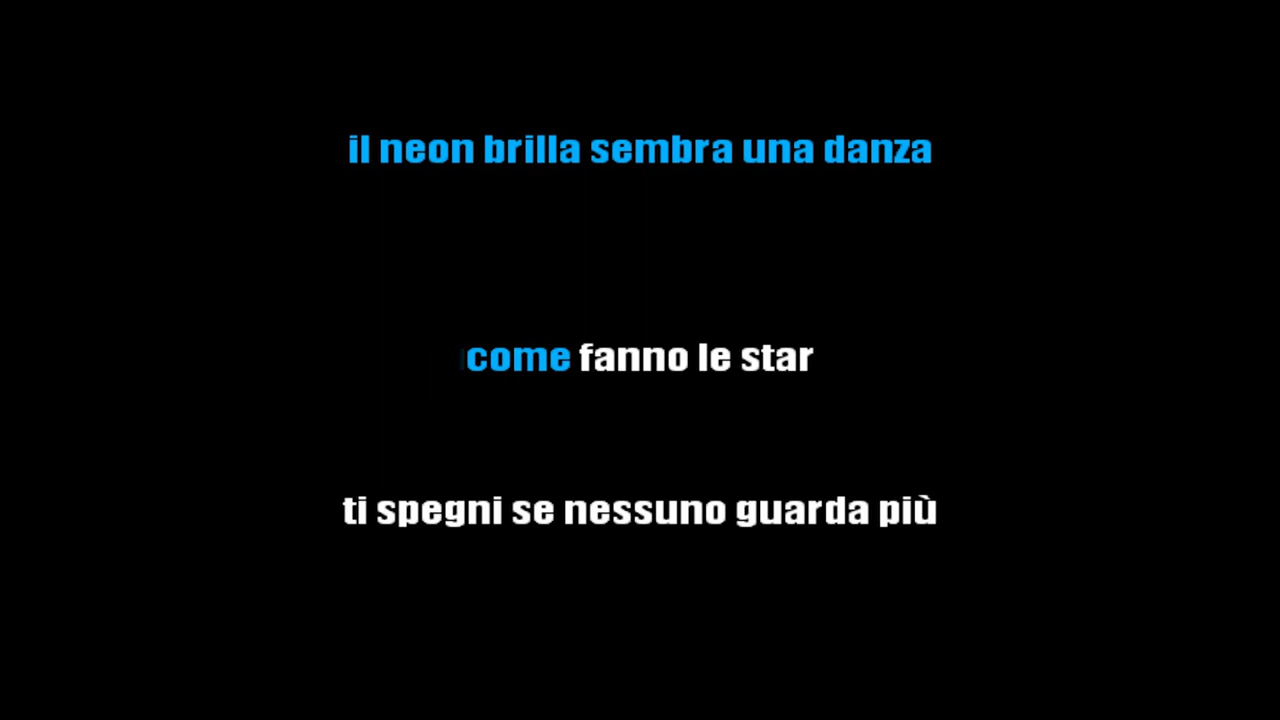 il neon brilla sembra una danza
come fanno le star
ti spegni se nessuno guarda più